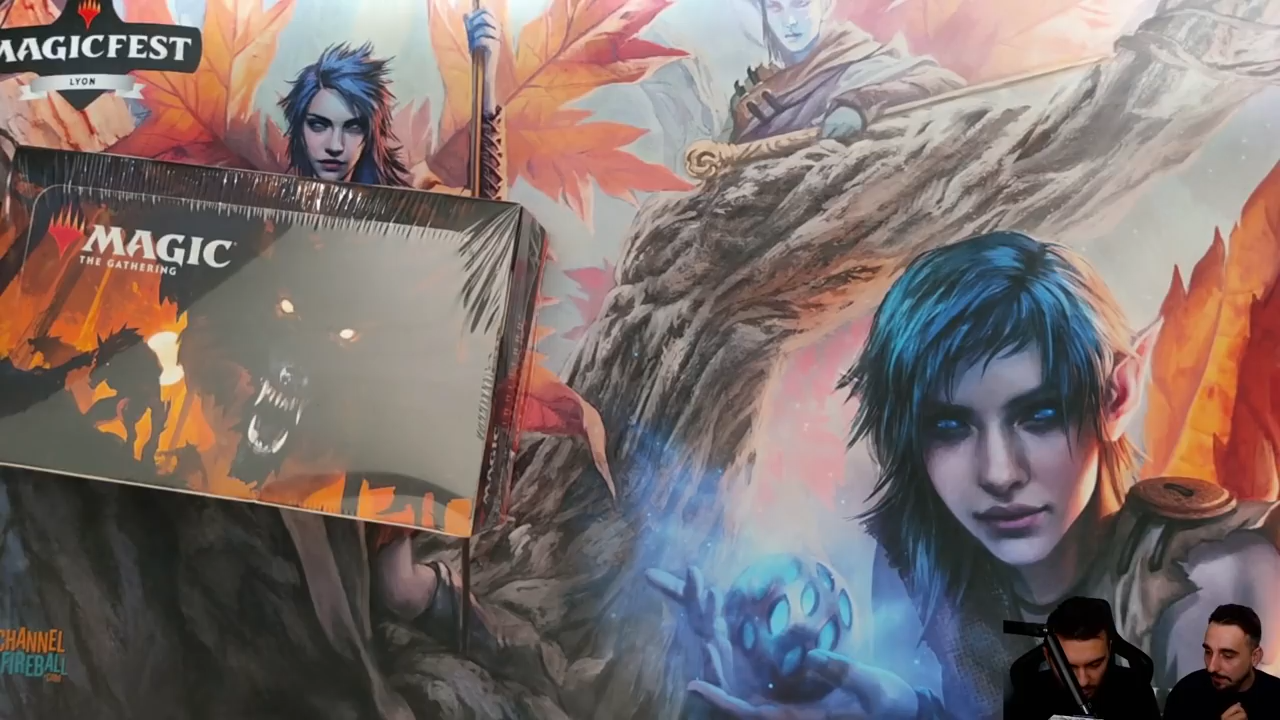 MAGICFEST
LYON
MAGIC
THE GATHERING
CHANNEL
FIREBALL